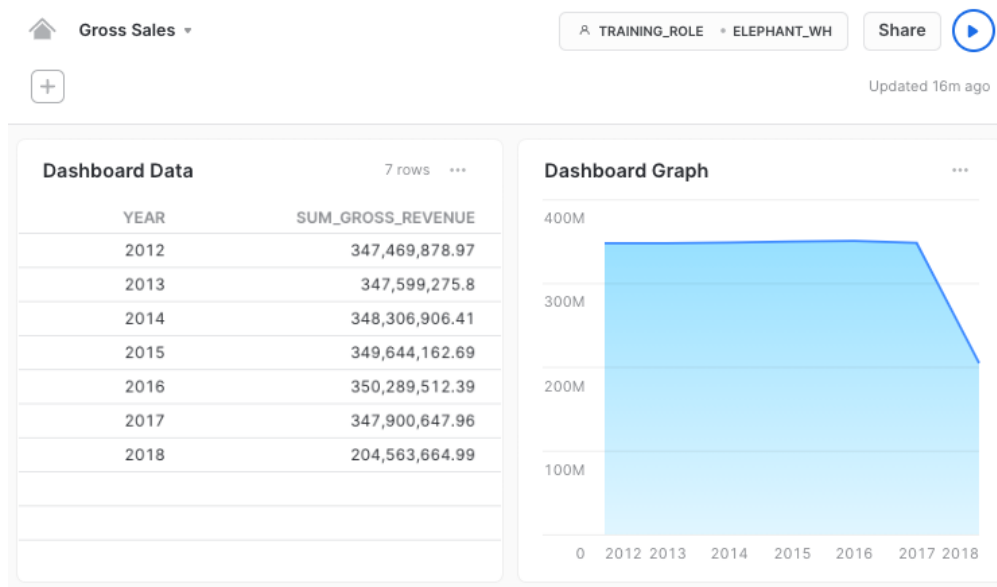 Gross Sales
TRAINING_ROLE • ELEPHANT_WH
Share
+
Updated 16m ago
Dashboard Data
7 rows
YEAR SUM_GROSS_REVENUE
2012 347,469,878.97
2013 347,599,275.8
2014 348,306,906.41
2015 349,644,162.69
2016 350,289,512.39
2017 347,900,647.96
2018 204,563,664.99
Dashboard Graph
400M
300M
200M
100M
0 2012 2013 2014 2015 2016 2017 2018